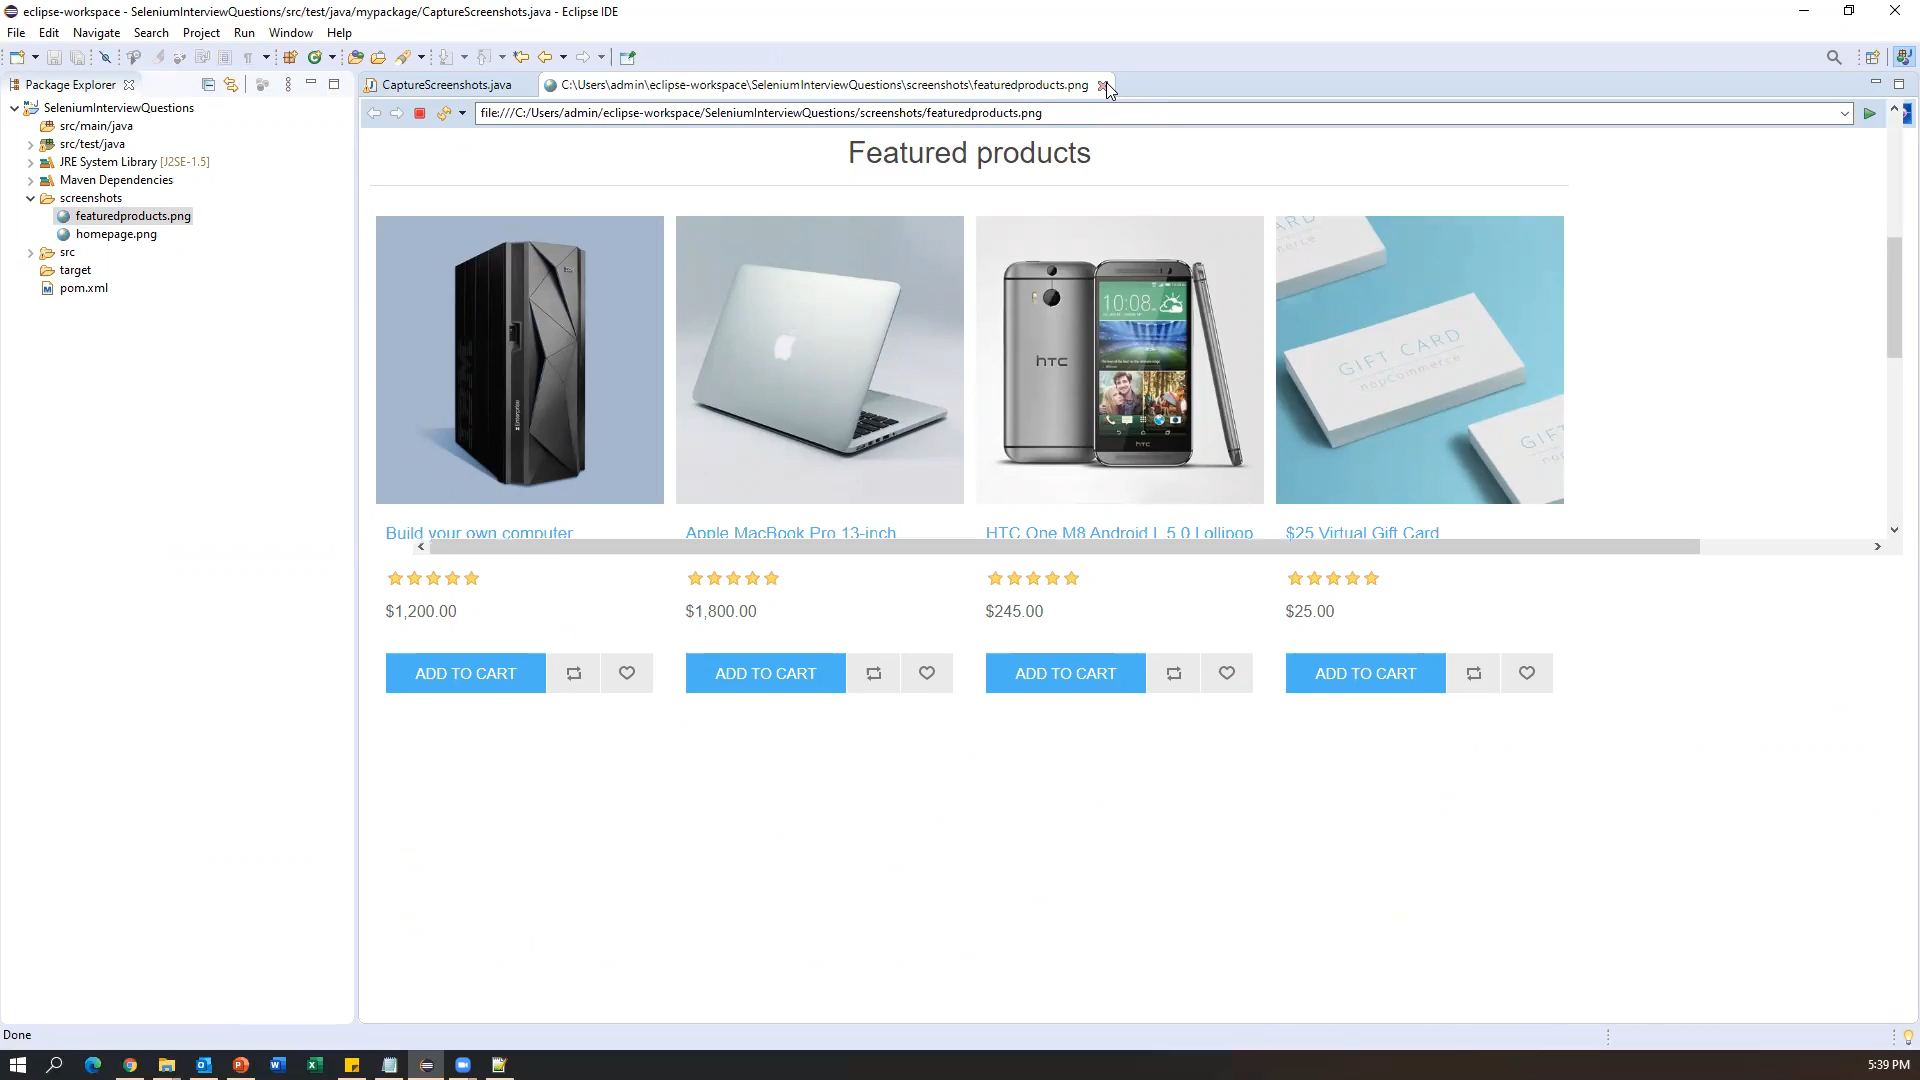 eclipse-workspace - SeleniumInterviewQuestions/src/test/java/mypackage/CaptureScreenshots.java - Eclipse IDE
File Edit Navigate Search Project Run Window Help
Package Explorer
CaptureScreenshots.java
C:\Users\admin\eclipse-workspace\SeleniumInterviewQuestions\screenshots\featuredproducts.png
file:///C:/Users/admin/eclipse-workspace/SeleniumInterviewQuestions/screenshots/featuredproducts.png
SeleniumInterviewQuestions
src/main/java
src/test/java
JRE System Library [J2SE-1.5]
Maven Dependencies
screenshots
featuredproducts.png
homepage.png
src
target
pom.xml
Featured products
10:08
hTC
hTC
GIFT CARD
nopCommerce
Build your own computer
Apple MacBook Pro 13-inch
HTC One M8 Android L 5.0 Lollipop
$25 Virtual Gift Card
$1,200.00
$1,800.00
$245.00
$25.00
ADD TO CART
ADD TO CART
ADD TO CART
ADD TO CART
Done
5:39 PM